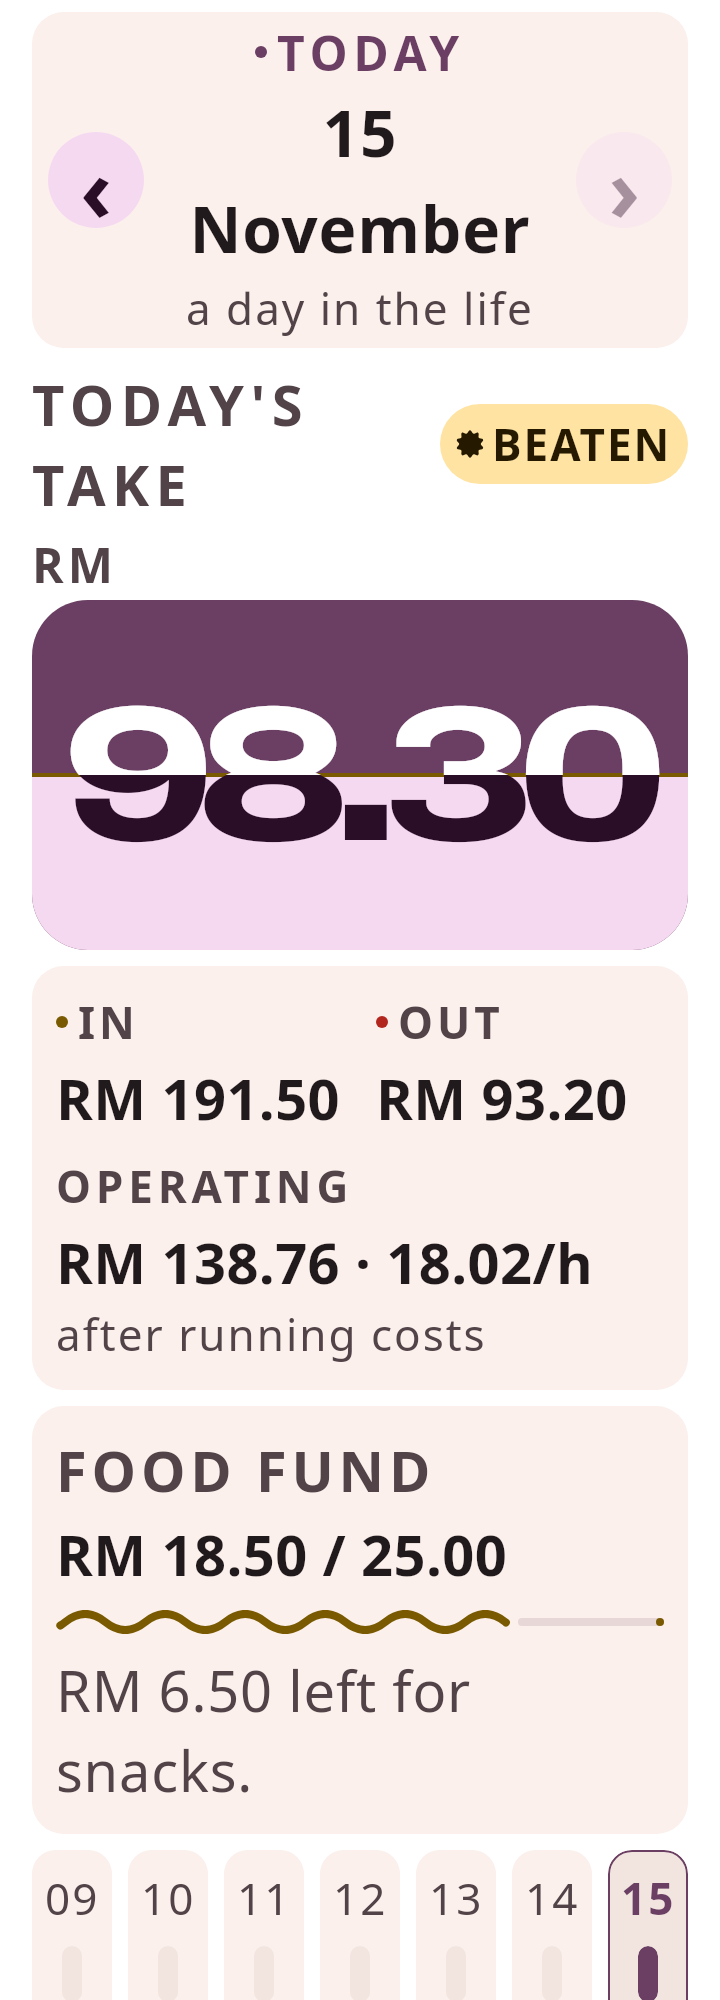 TODAY
15
November
a day in the life
‹
›
TODAY'S
TAKE
BEATEN
RM
98.30
IN
OUT
RM 191.50
RM 93.20
OPERATING
RM 138.76 · 18.02/h
after running costs
FOOD FUND
RM 18.50 / 25.00
RM 6.50 left for
snacks.
09 10 11 12 13 14 15